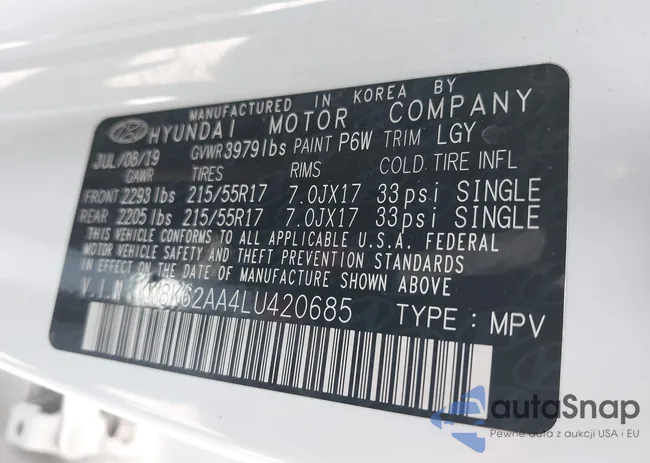 MANUFACTURED IN KOREA BY
HYUNDAI MOTOR COMPANY
JUL/08/19 GVWR 3979lbs PAINT P6W TRIM LGY
GAWR TIRES RIMS COLD TIRE INFL
FRONT 2293lbs 215/55R17 7.0JX17 33psi SINGLE
REAR 2205lbs 215/55R17 7.0JX17 33psi SINGLE
THIS VEHICLE CONFORMS TO ALL APPLICABLE U.S.A. FEDERAL
MOTOR VEHICLE SAFETY AND THEFT PREVENTION STANDARDS
IN EFFECT ON THE DATE OF MANUFACTURE SHOWN ABOVE.
VIN KM8K62AA4LU420685 TYPE : MPV
autoSnap
Pewne auta z aukcji USA i EU